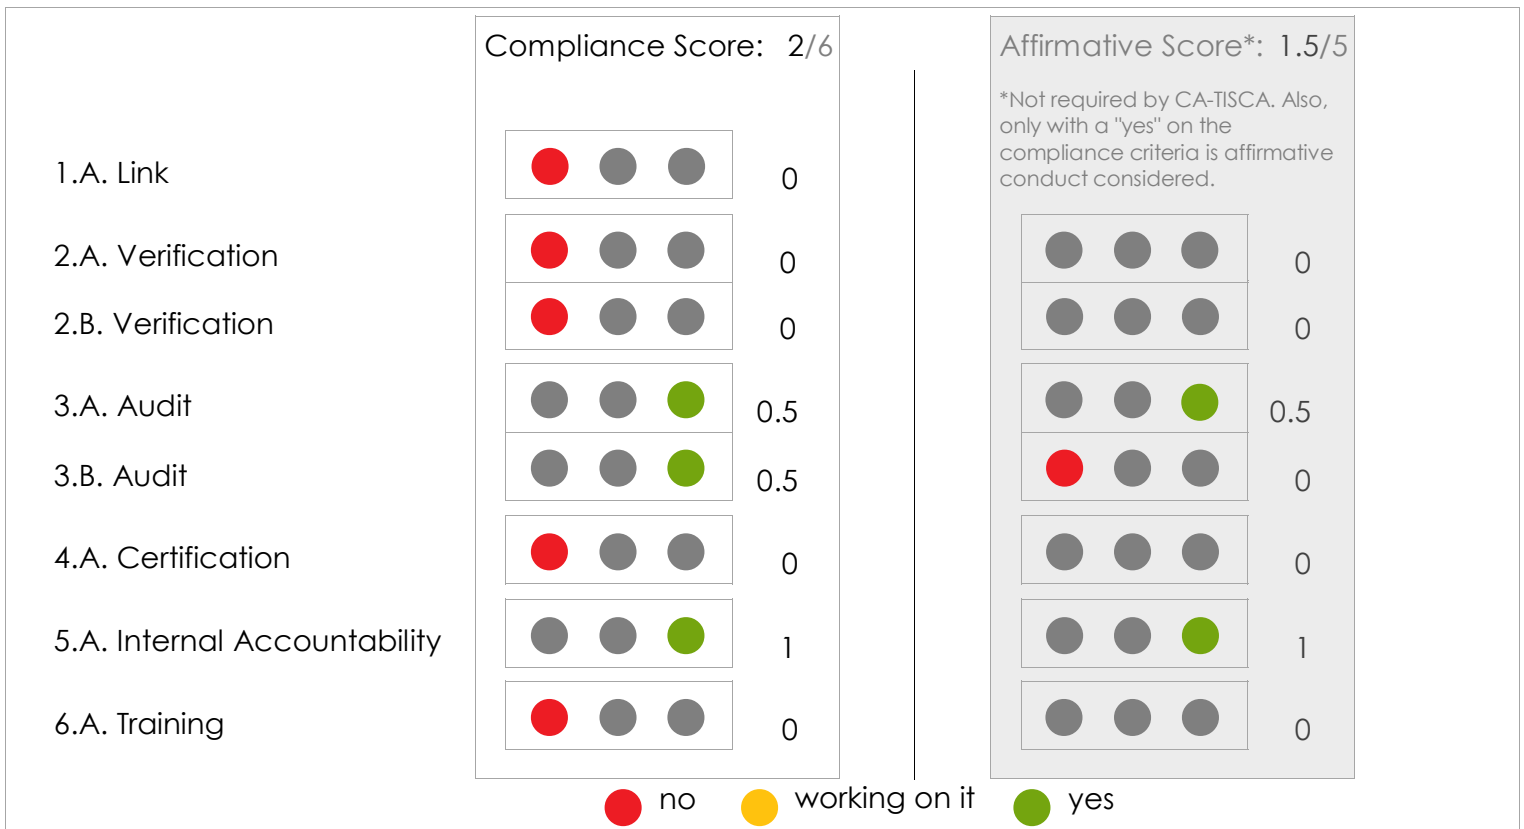 Compliance Score: 2/6
Affirmative Score*: 1.5/5
*Not required by CA-TISCA. Also,
only with a "yes" on the
compliance criteria is affirmative
conduct considered.
1.A. Link 0
2.A. Verification 0 0
2.B. Verification 0 0
3.A. Audit 0.5 0.5
3.B. Audit 0.5 0
4.A. Certification 0 0
5.A. Internal Accountability 1 1
6.A. Training 0 0
no working on it yes